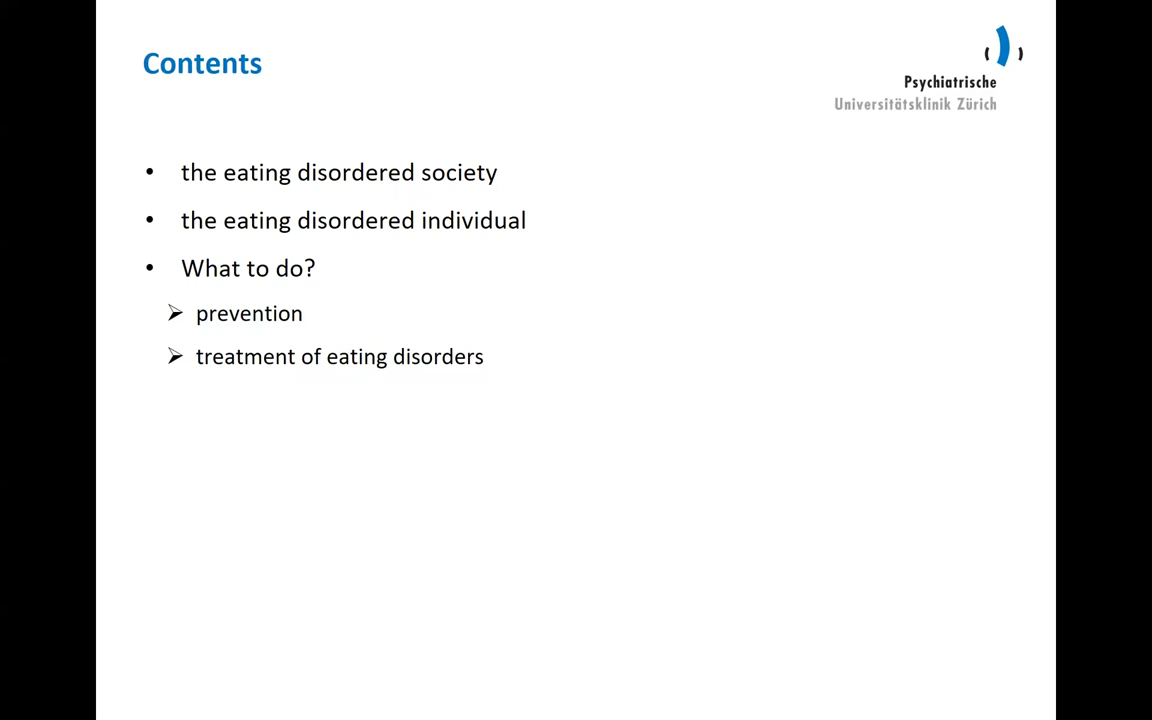 Contents
Psychiatrische
Universitätsklinik Zürich
• the eating disordered society
• the eating disordered individual
• What to do?
➢ prevention
➢ treatment of eating disorders